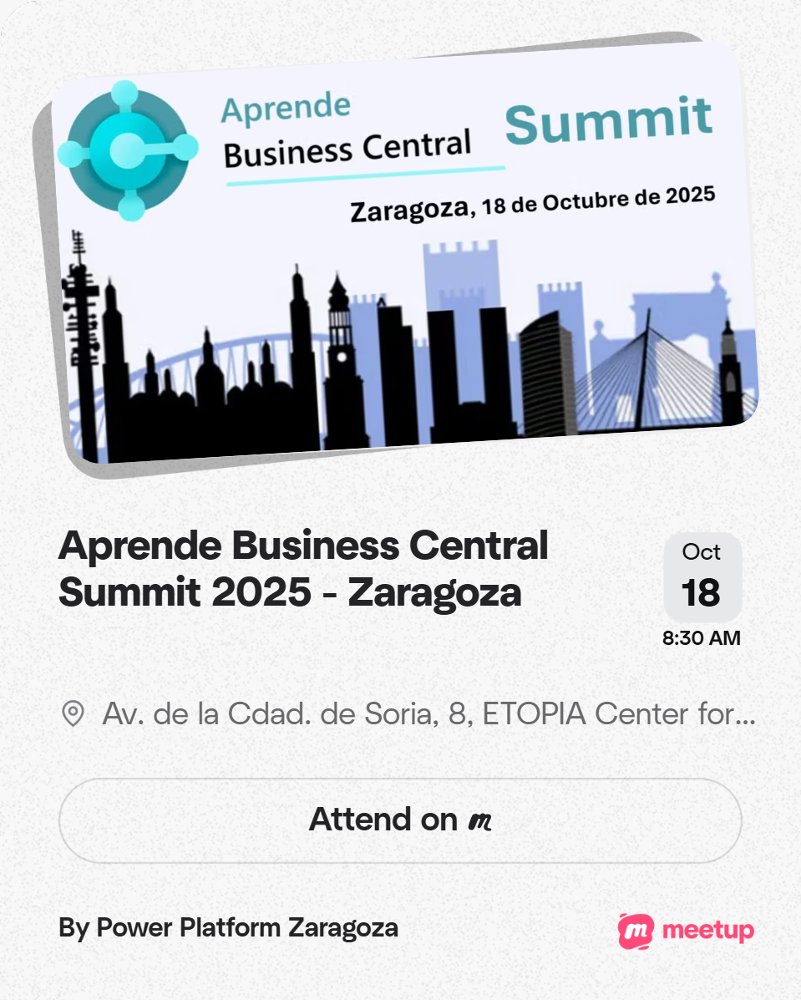 Aprende
Business Central
Summit
Zaragoza, 18 de Octubre de 2025
Aprende Business Central
Summit 2025 - Zaragoza
Oct
18
8:30 AM
Av. de la Cdad. de Soria, 8, ETOPIA Center for...
Attend on m
By Power Platform Zaragoza
m meetup